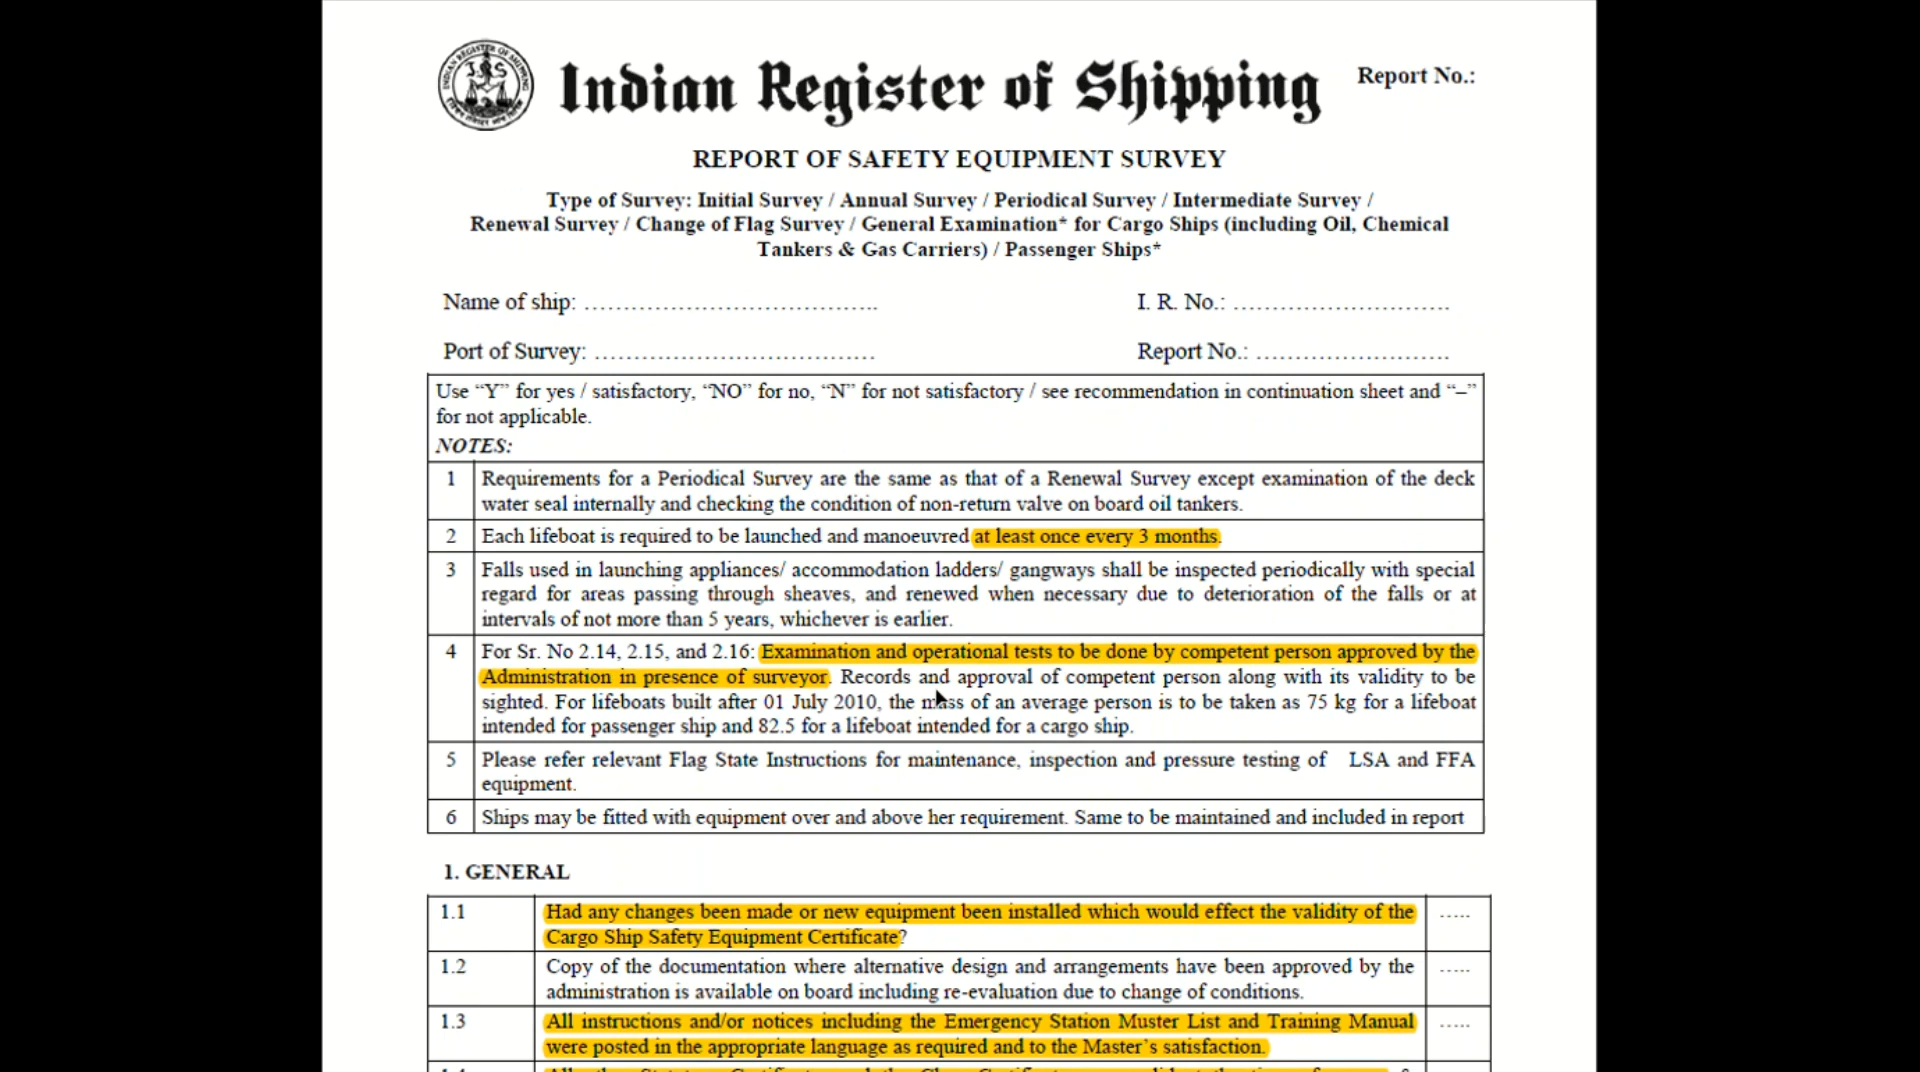 Indian Register of Shipping
Report No.:
REPORT OF SAFETY EQUIPMENT SURVEY
Type of Survey: Initial Survey / Annual Survey / Periodical Survey / Intermediate Survey /
Renewal Survey / Change of Flag Survey / General Examination* for Cargo Ships (including Oil, Chemical
Tankers & Gas Carriers) / Passenger Ships*
Name of ship: ……………………………….. I. R. No.: ……………………….
Port of Survey: ……………………………… Report No.: …………………….
Use “Y” for yes / satisfactory, “NO” for no, “N” for not satisfactory / see recommendation in continuation sheet and “–”
for not applicable.
NOTES:
1 Requirements for a Periodical Survey are the same as that of a Renewal Survey except examination of the deck
water seal internally and checking the condition of non-return valve on board oil tankers.
2 Each lifeboat is required to be launched and manoeuvred at least once every 3 months.
3 Falls used in launching appliances/ accommodation ladders/ gangways shall be inspected periodically with special
regard for areas passing through sheaves, and renewed when necessary due to deterioration of the falls or at
intervals of not more than 5 years, whichever is earlier.
4 For Sr. No 2.14, 2.15, and 2.16: Examination and operational tests to be done by competent person approved by the
Administration in presence of surveyor. Records and approval of competent person along with its validity to be
sighted. For lifeboats built after 01 July 2010, the mass of an average person is to be taken as 75 kg for a lifeboat
intended for passenger ship and 82.5 for a lifeboat intended for a cargo ship.
5 Please refer relevant Flag State Instructions for maintenance, inspection and pressure testing of LSA and FFA
equipment.
6 Ships may be fitted with equipment over and above her requirement. Same to be maintained and included in report
1. GENERAL
1.1 Had any changes been made or new equipment been installed which would effect the validity of the .....
Cargo Ship Safety Equipment Certificate?
1.2 Copy of the documentation where alternative design and arrangements have been approved by the .....
administration is available on board including re-evaluation due to change of conditions.
1.3 All instructions and/or notices including the Emergency Station Muster List and Training Manual .....
were posted in the appropriate language as required and to the Master`s satisfaction.